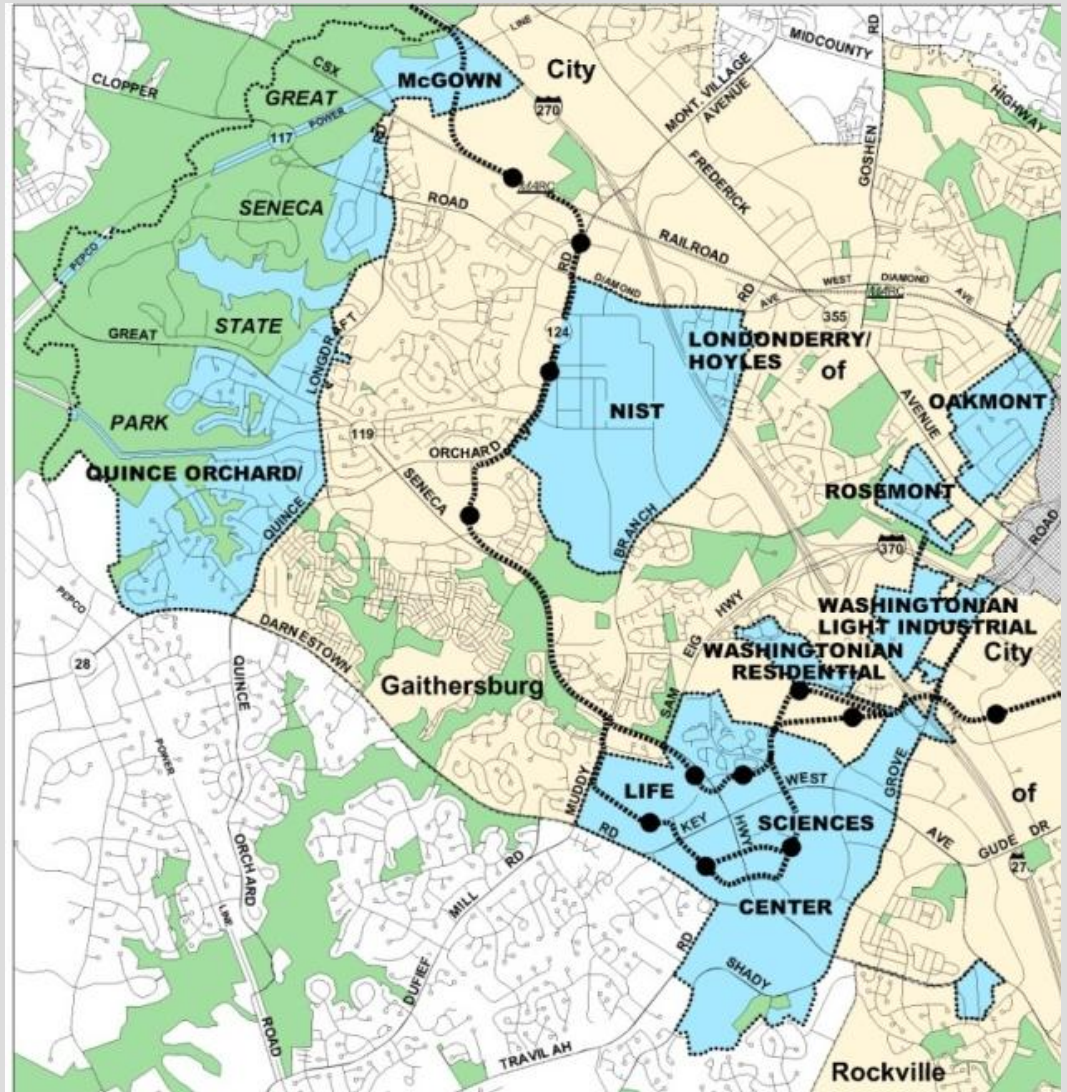 MIDCOUNTY
RD
LINE
CSX
City
McGOWN
CLOPPER
MONT. VILLAGE
AVENUE
HIGHWAY
GREAT
270
POWER
117
RD
GOSHEN
FREDERICK
MARC
ROAD
SENECA
RAILROAD
PEPCO
RD
DIAMOND
WEST
DIAMOND
AVE
AVE
MARC
RD
355
STATE
GREAT
LONGDRAFT
124
LONDONDERRY/
HOYLES
of
NIST
OAKMONT
PARK
119
AVENUE
ORCHARD
QUINCE ORCHARD/
SENECA
ROSEMONT
QUINCE
BRANCH
ROAD
370
PEPCO
HWY
WASHINGTONIAN
LIGHT INDUSTRIAL
DARNESTOWN
EIG
WASHINGTONIAN
RESIDENTIAL
City
28
QUINCE
Gaithersburg
SAM
POWER
MUDDY
WEST
GROVE
LIFE
of
KEY
HWY
SCIENCES
RD
AVE
GUDE DR
ORCHARD
RD
27
MILL
CENTER
LINE
RD
SHADY
DUFIEF
ROAD
TRAVILAH
Rockville